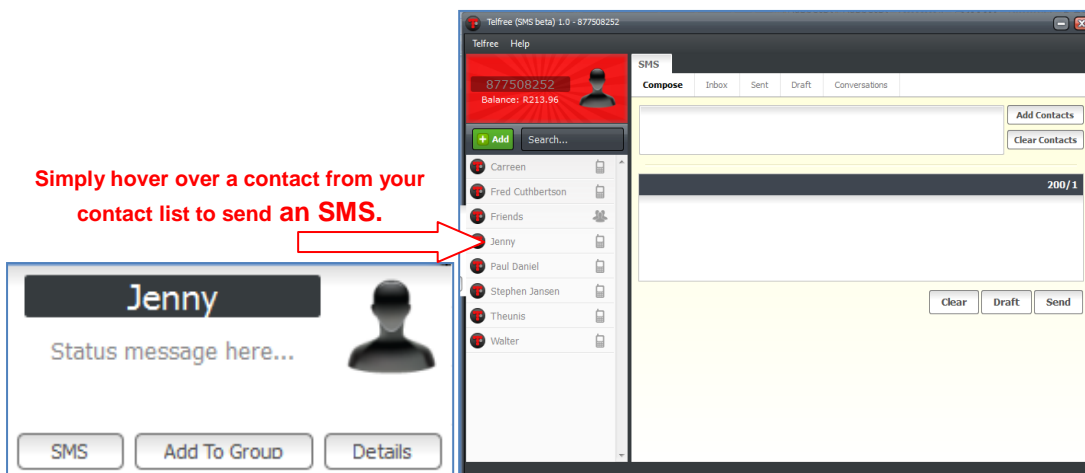 Telfree (SMS beta) 1.0 - 877508252
Telfree Help
877508252
Balance: R213.96
+ Add Search...
Carreen
Fred Cuthbertson
Friends
Jenny
Paul Daniel
Stephen Jansen
Theunis
Walter
SMS
Compose Inbox Sent Draft Conversations
Add Contacts
Clear Contacts
200/1
Clear Draft Send
Simply hover over a contact from your
contact list to send an SMS.
Jenny
Status message here...
SMS Add To Group Details